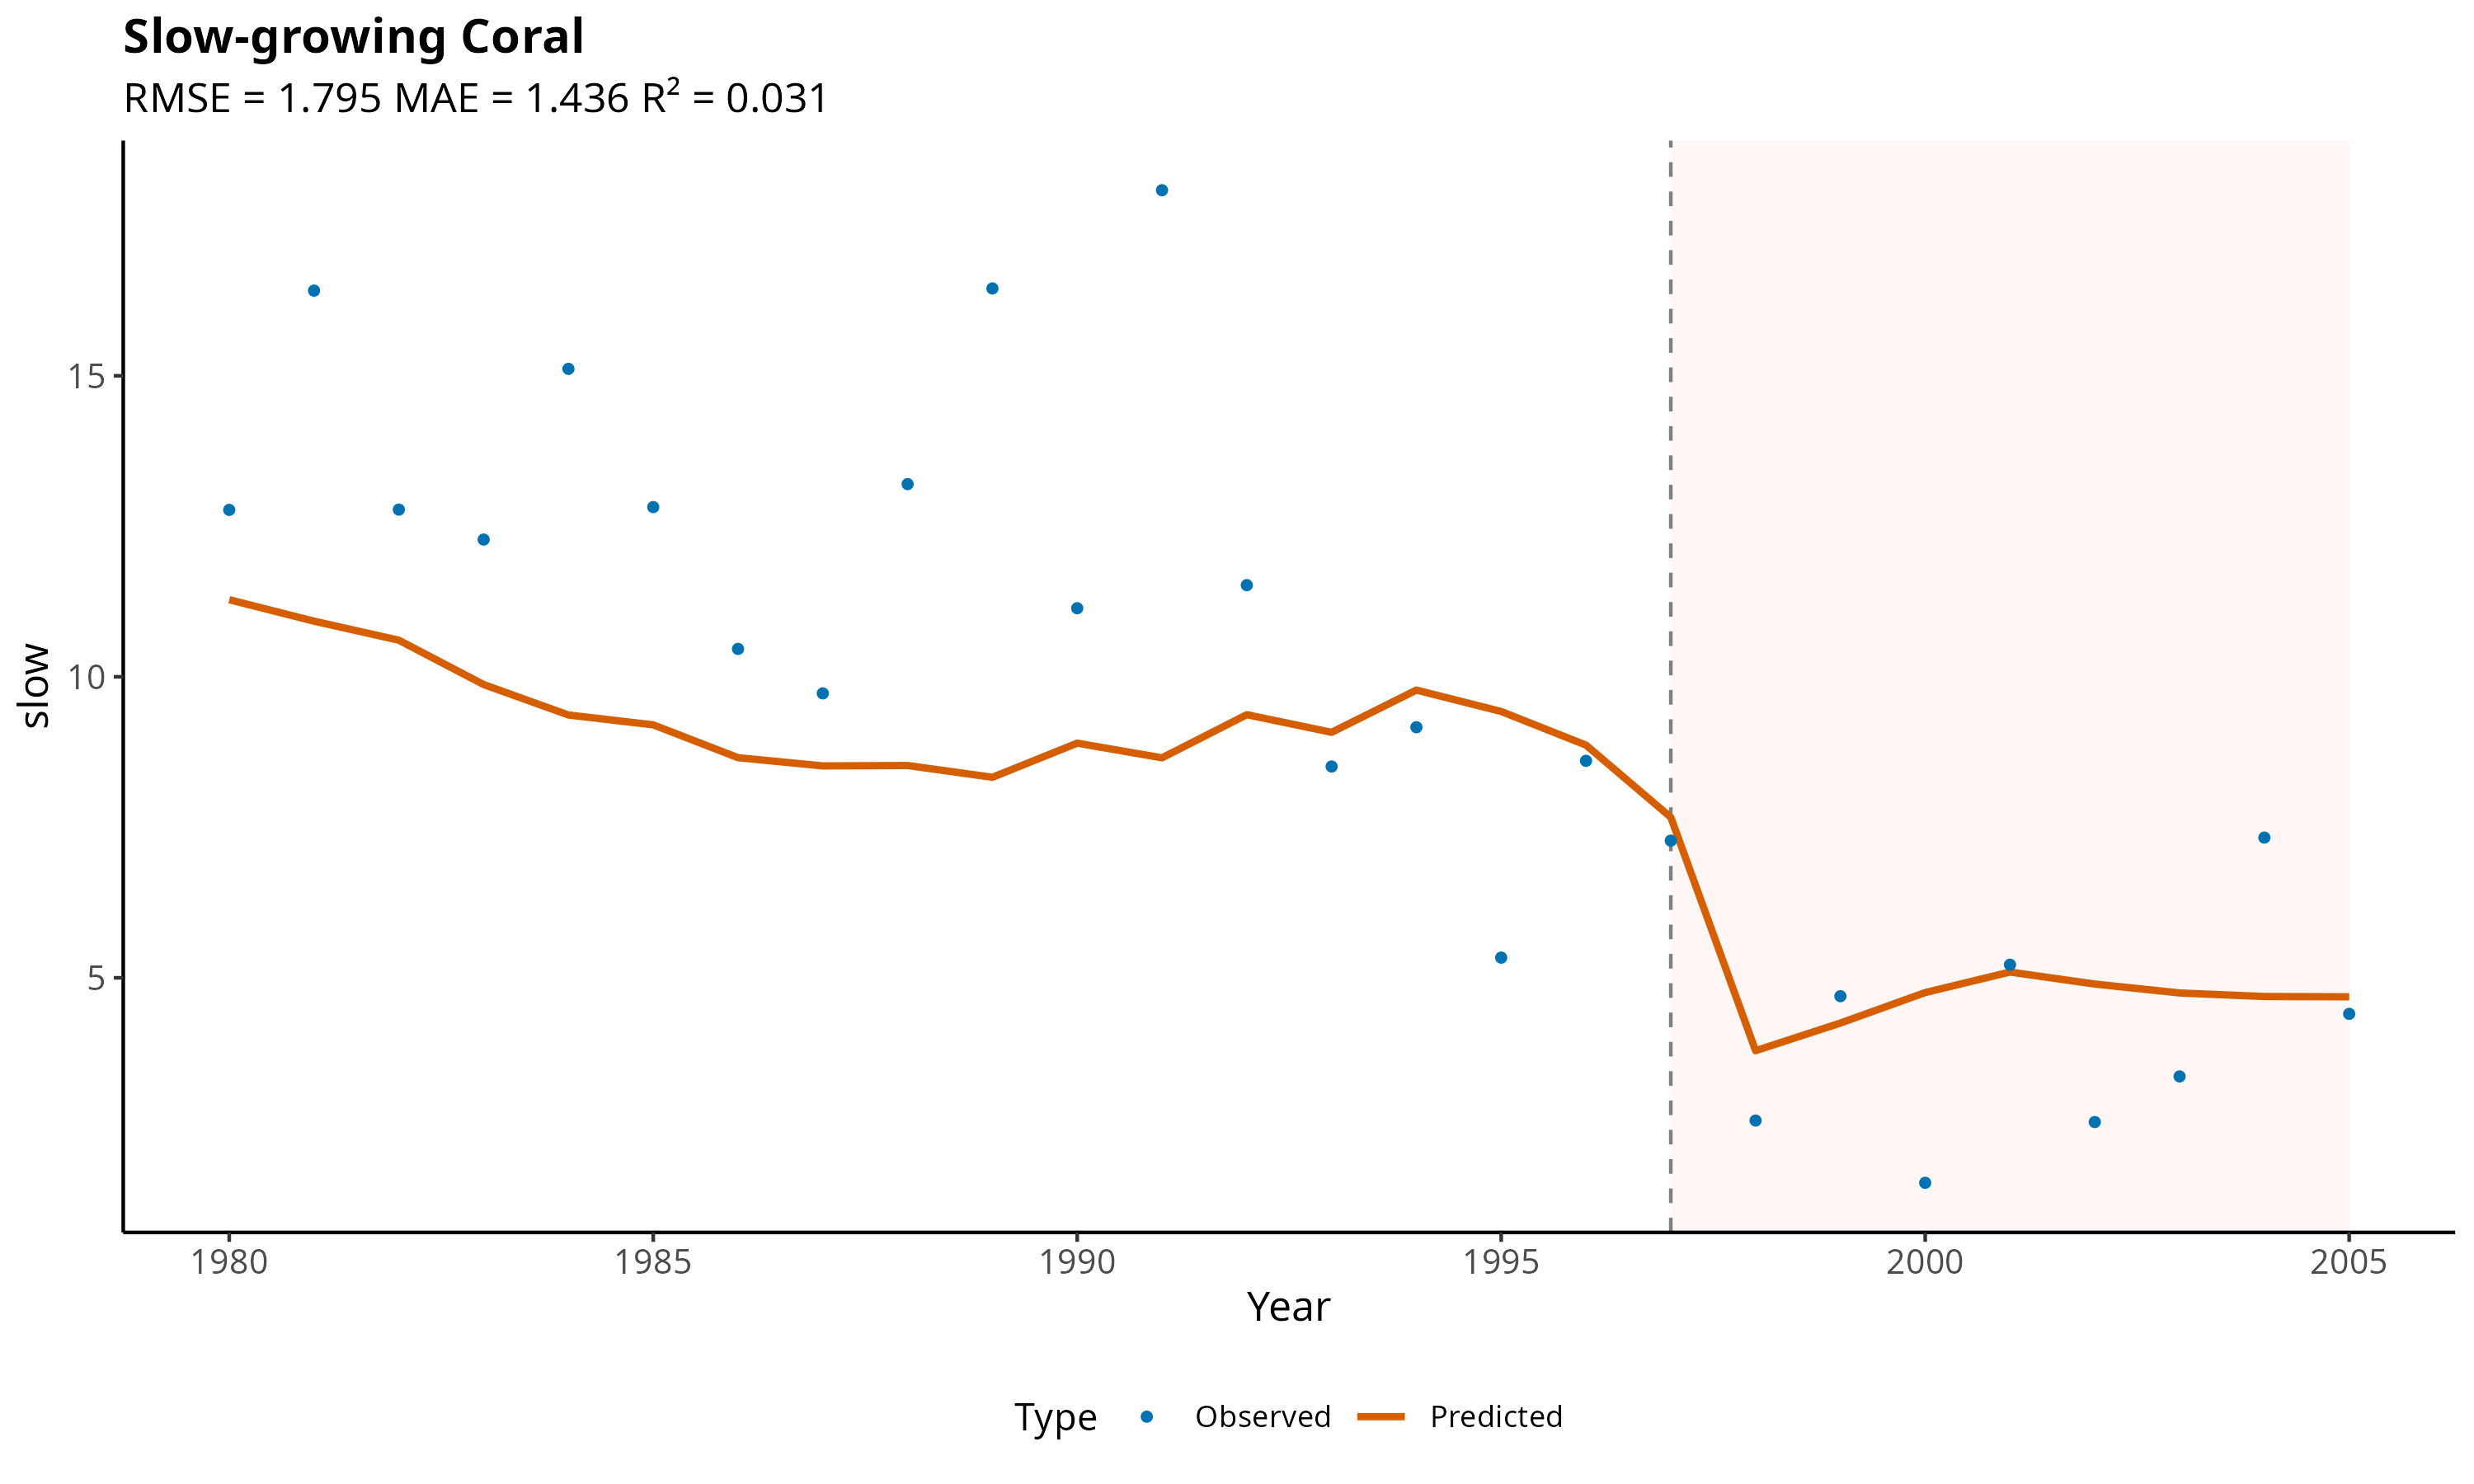 Slow-growing Coral
RMSE = 1.795 MAE = 1.436 R² = 0.031
slow
15
10
5
1980 1985 1990 1995 2000 2005
Year
Type Observed Predicted